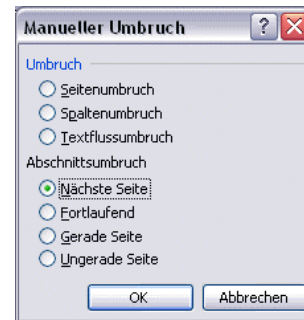 Manueller Umbruch
Umbruch
Seitenumbruch
Spaltenumbruch
Textflussumbruch
Abschnittsumbruch
Nächste Seite
Fortlaufend
Gerade Seite
Ungerade Seite
OK Abbrechen